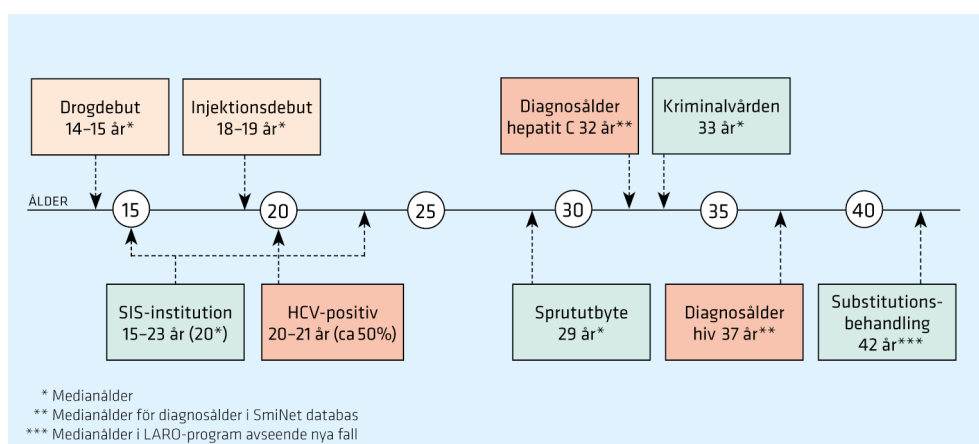 Drogdebut
14–15 år*
Injektionsdebut
18–19 år*
Diagnosålder
hepatit C 32 år**
Kriminalvården
33 år*
ÅLDER
15
20
25
30
35
40
SIS-institution
15–23 år (20*)
HCV-positiv
20–21 år (ca 50%)
Sprututbyte
29 år*
Diagnosålder
hiv 37 år**
Substitutions-
behandling
42 år***
* Medianålder
** Medianålder för diagnosålder i SmiNet databas
*** Medianålder i LARO-program avseende nya fall